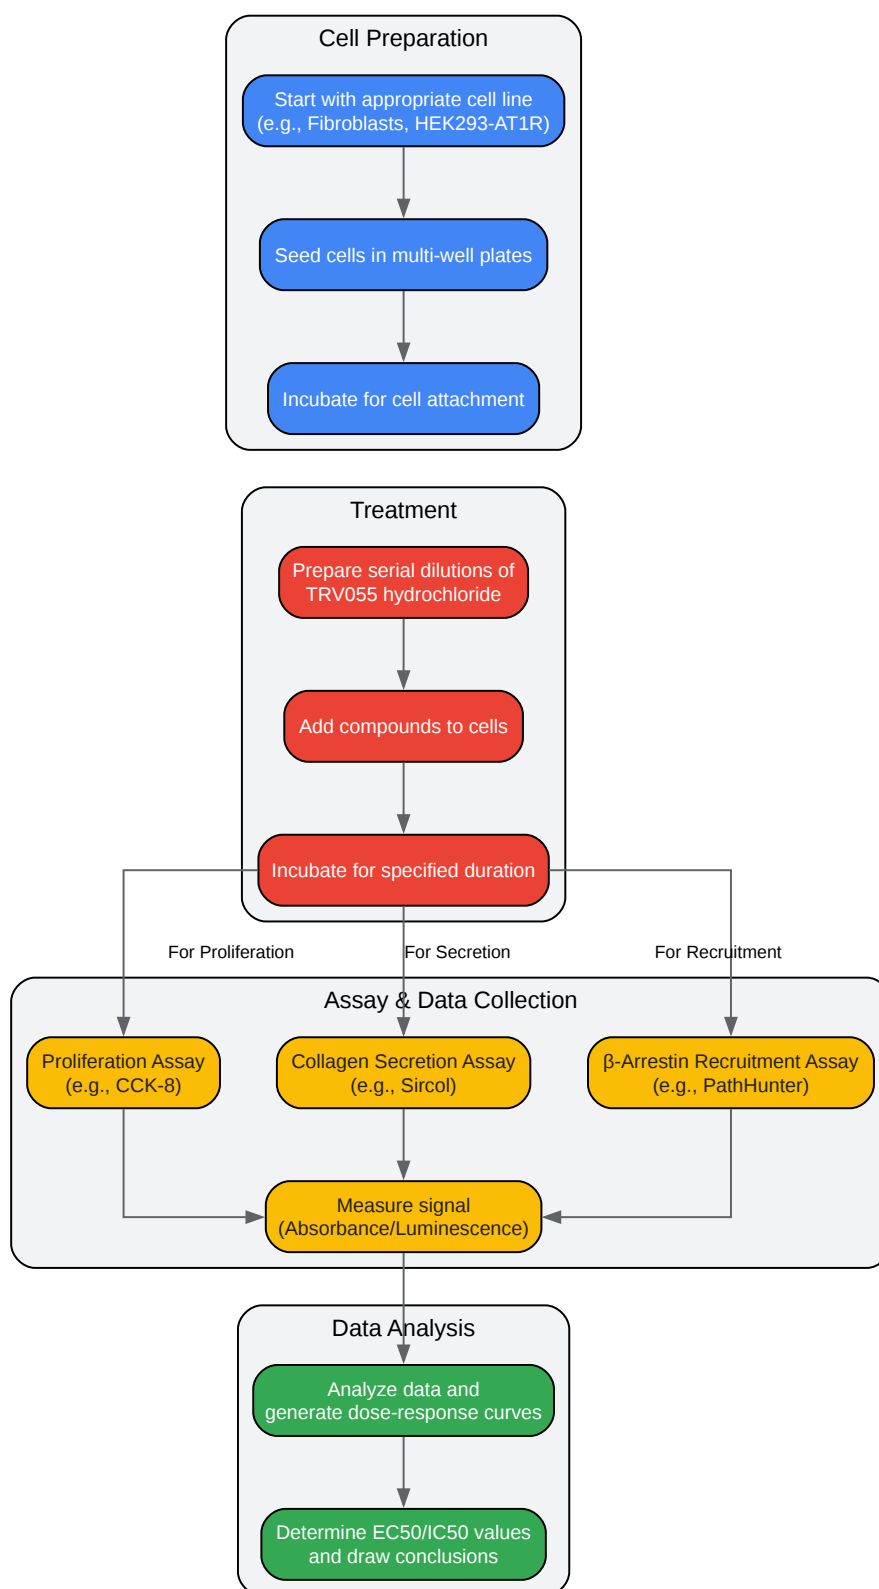 Cell Preparation
Start with appropriate cell line
(e.g., Fibroblasts, HEK293-AT1R)
Seed cells in multi-well plates
Incubate for cell attachment
Treatment
Prepare serial dilutions of
TRV055 hydrochloride
Add compounds to cells
Incubate for specified duration
For Proliferation
For Secretion
For Recruitment
Assay & Data Collection
Proliferation Assay
(e.g., CCK-8)
Collagen Secretion Assay
(e.g., Sircol)
β-Arrestin Recruitment Assay
(e.g., PathHunter)
Measure signal
(Absorbance/Luminescence)
Data Analysis
Analyze data and
generate dose-response curves
Determine EC50/IC50 values
and draw conclusions